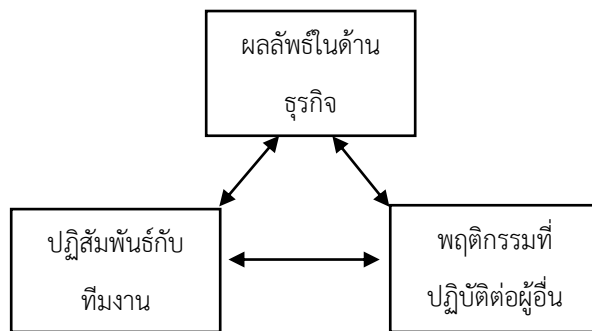 ผลลัพธ์ในด้าน
ธุรกิจ
ปฏิสัมพันธ์กับ
ทีมงาน
พฤติกรรมที่
ปฏิบัติต่อผู้อื่น